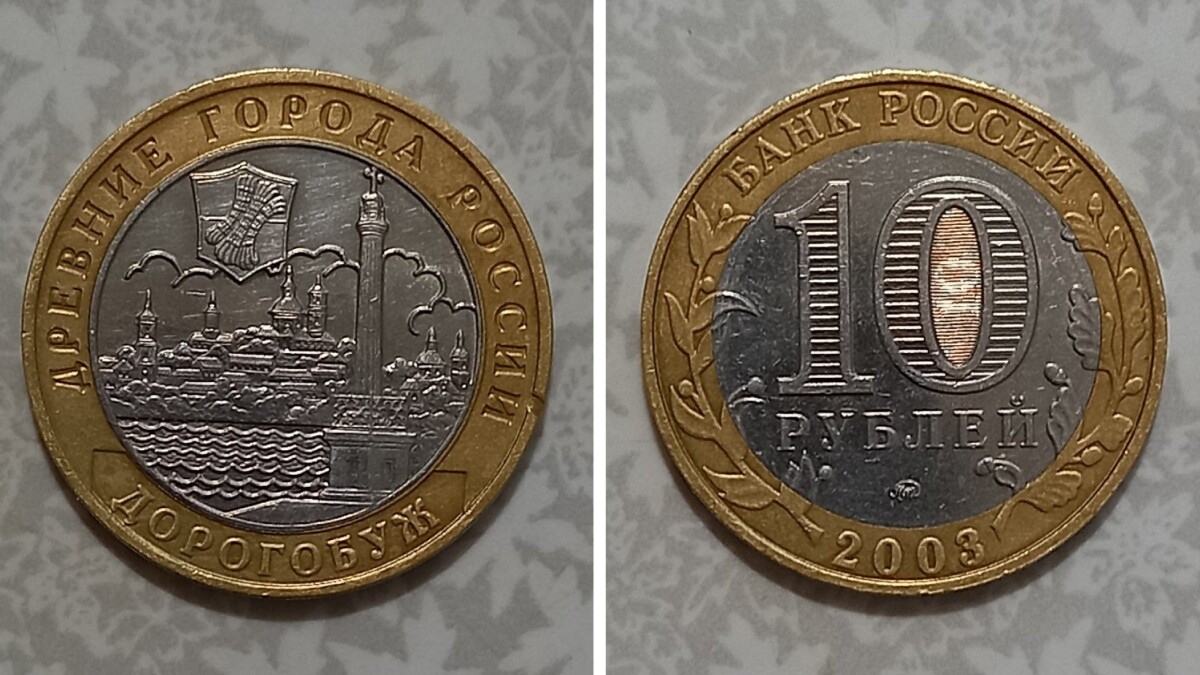 ДРЕВНИЕ ГОРОДА РОССИИ
ДОРОГОБУЖ
БАНК РОССИИ
10
РУБЛЕЙ
2003